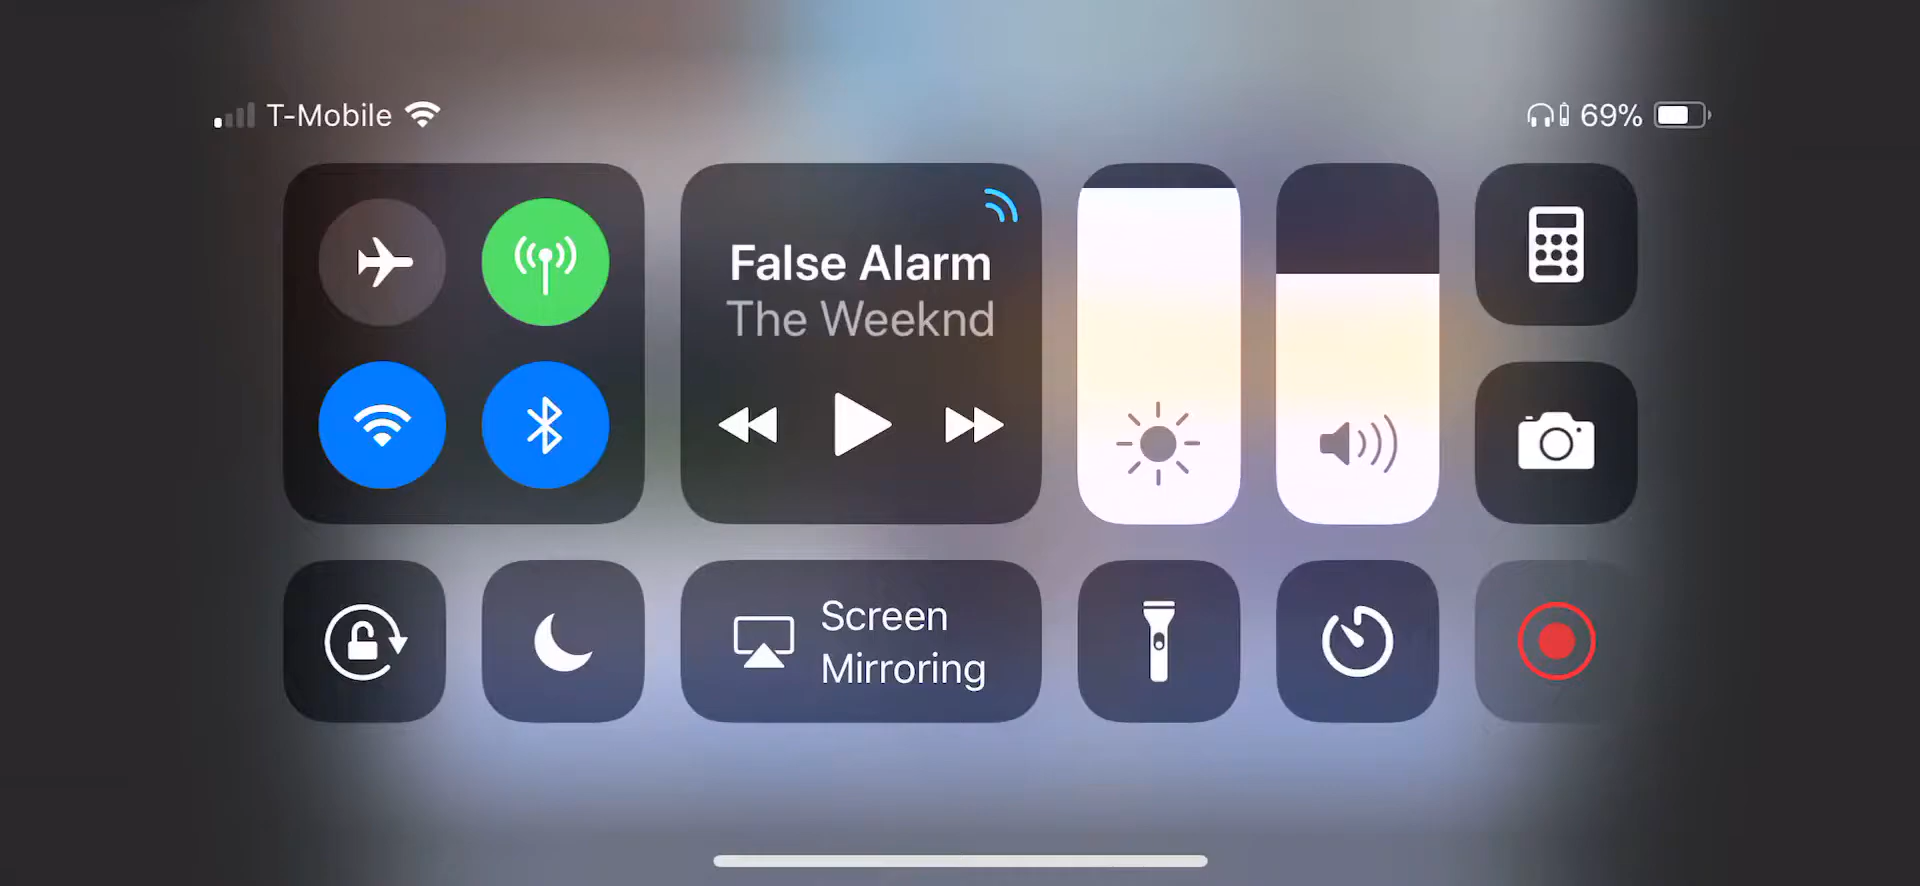 T-Mobile
69%
False Alarm
The Weeknd
Screen
Mirroring